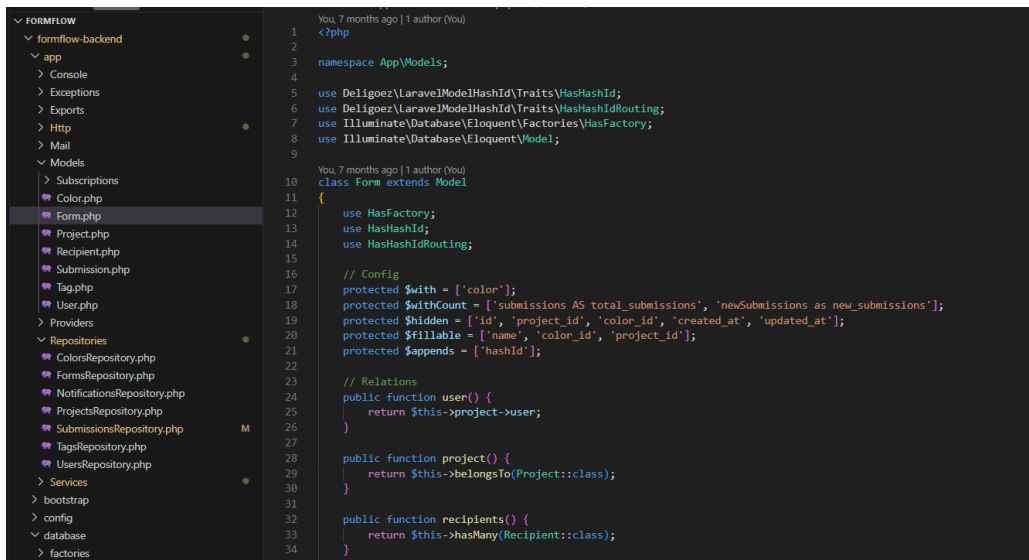 FORMFLOW
formflow-backend
app
Console
Exceptions
Exports
Http
Mail
Models
Subscriptions
Color.php
Form.php
Project.php
Recipient.php
Submission.php
Tag.php
User.php
Providers
Repositories
ColorsRepository.php
FormsRepository.php
NotificationsRepository.php
ProjectsRepository.php
SubmissionsRepository.php M
TagsRepository.php
UsersRepository.php
Services
bootstrap
config
database
factories
You, 7 months ago | 1 author (You)
1 <?php
2
3 namespace App\Models;
4
5 use Deligoez\LaravelModelHashId\Traits\HasHashId;
6 use Deligoez\LaravelModelHashId\Traits\HasHashIdRouting;
7 use Illuminate\Database\Eloquent\Factories\HasFactory;
8 use Illuminate\Database\Eloquent\Model;
9
You, 7 months ago | 1 author (You)
10 class Form extends Model
11 {
12 use HasFactory;
13 use HasHashId;
14 use HasHashIdRouting;
15
16 // Config
17 protected $with = ['color'];
18 protected $withCount = ['submissions AS total_submissions', 'newSubmissions as new_submissions'];
19 protected $hidden = ['id', 'project_id', 'color_id', 'created_at', 'updated_at'];
20 protected $fillable = ['name', 'color_id', 'project_id'];
21 protected $appends = ['hashId'];
22
23 // Relations
24 public function user() {
25 return $this->project->user;
26 }
27
28 public function project() {
29 return $this->belongsTo(Project::class);
30 }
31
32 public function recipients() {
33 return $this->hasMany(Recipient::class);
34 }